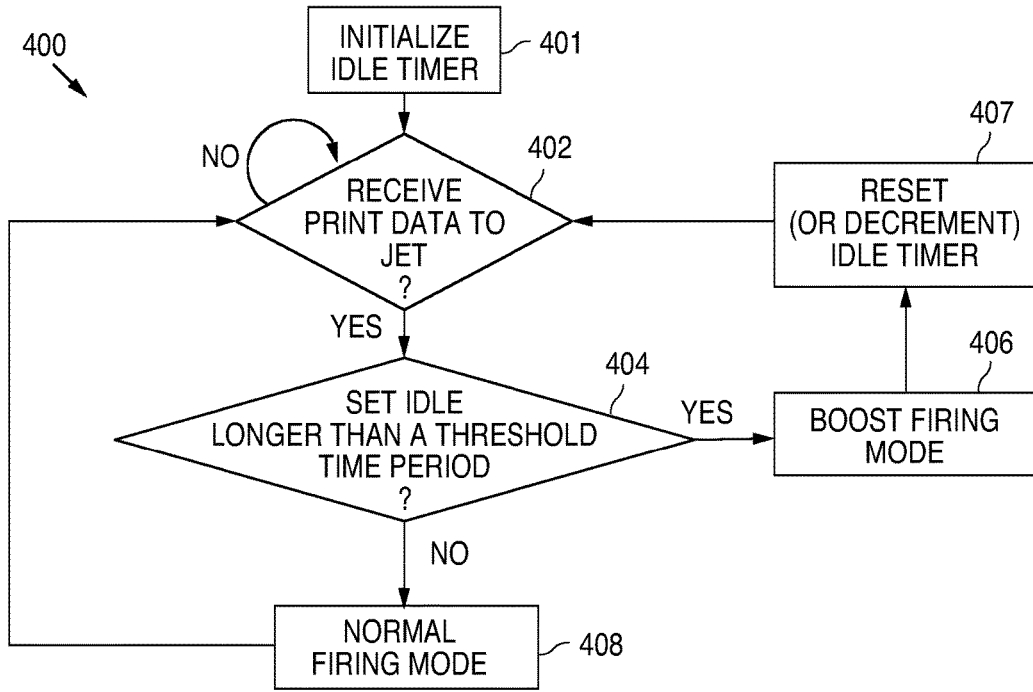 400
INITIALIZE
IDLE TIMER
401
NO
402
RECEIVE
PRINT DATA TO
JET
?
407
RESET
(OR DECREMENT)
IDLE TIMER
YES
404
SET IDLE
LONGER THAN A THRESHOLD
TIME PERIOD
?
YES
406
BOOST FIRING
MODE
NO
NORMAL
FIRING MODE
408